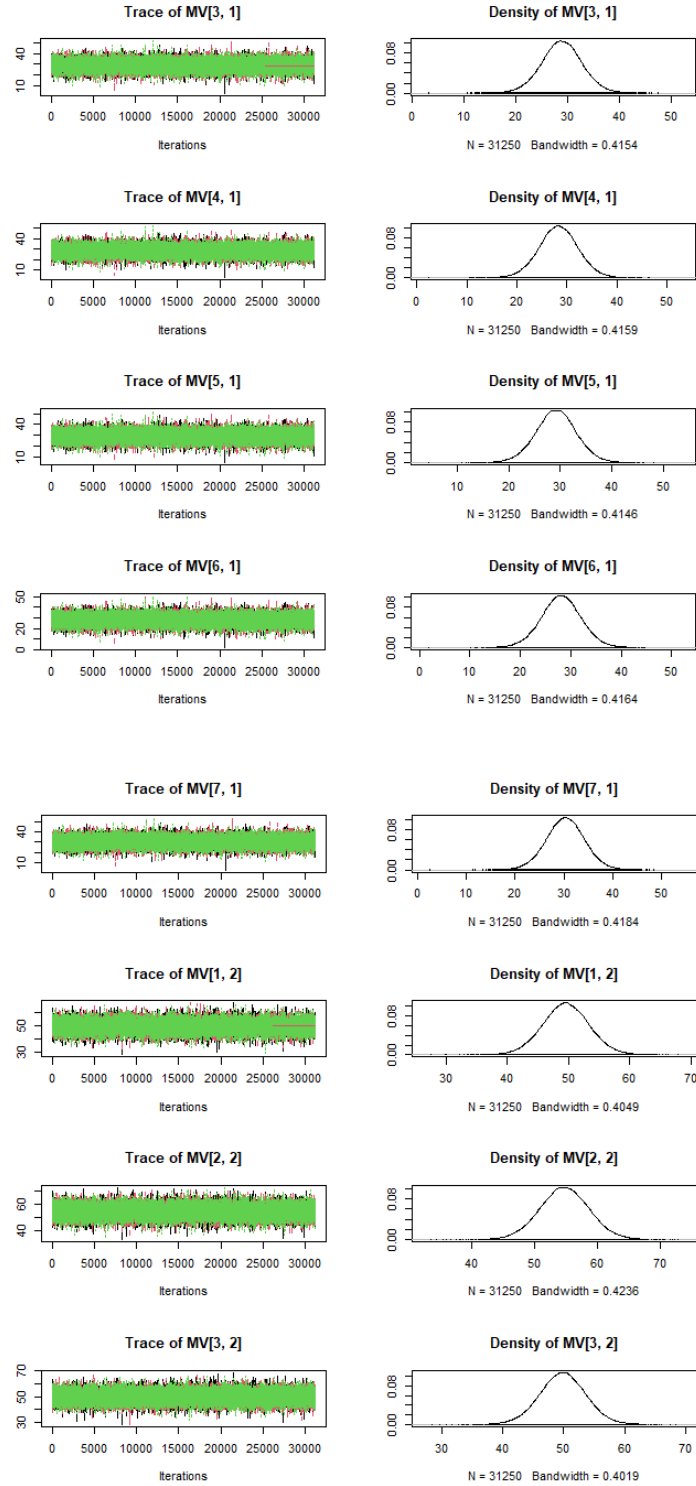 Trace of MV[3, 1]
Density of MV[3, 1]
40
10
0 5000 10000 15000 20000 25000 30000
Iterations
0.08
0.00
0 10 20 30 40 50
N = 31250 Bandwidth = 0.4154
Trace of MV[4, 1]
Density of MV[4, 1]
40
10
0 5000 10000 15000 20000 25000 30000
Iterations
0.08
0.00
0 10 20 30 40 50
N = 31250 Bandwidth = 0.4159
Trace of MV[5, 1]
Density of MV[5, 1]
40
10
0 5000 10000 15000 20000 25000 30000
Iterations
0.08
0.00
10 20 30 40 50
N = 31250 Bandwidth = 0.4146
Trace of MV[6, 1]
Density of MV[6, 1]
50
20
0
0 5000 10000 15000 20000 25000 30000
Iterations
0.08
0.00
0 10 20 30 40 50
N = 31250 Bandwidth = 0.4164
Trace of MV[7, 1]
Density of MV[7, 1]
40
10
0 5000 10000 15000 20000 25000 30000
Iterations
0.08
0.00
0 10 20 30 40 50
N = 31250 Bandwidth = 0.4184
Trace of MV[1, 2]
Density of MV[1, 2]
50
30
0 5000 10000 15000 20000 25000 30000
Iterations
0.08
0.00
30 40 50 60 70
N = 31250 Bandwidth = 0.4049
Trace of MV[2, 2]
Density of MV[2, 2]
60
40
0 5000 10000 15000 20000 25000 30000
Iterations
0.08
0.00
40 50 60 70
N = 31250 Bandwidth = 0.4236
Trace of MV[3, 2]
Density of MV[3, 2]
70
50
30
0 5000 10000 15000 20000 25000 30000
Iterations
0.08
0.00
30 40 50 60 70
N = 31250 Bandwidth = 0.4019